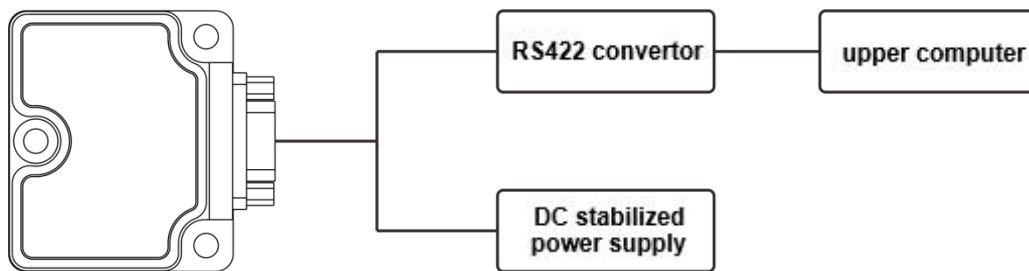 RS422 convertor
upper computer
DC stabilized
power supply